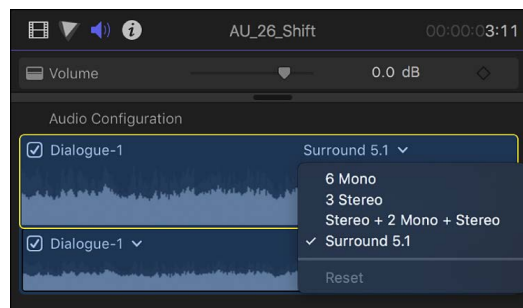 AU_26_Shift 00:00:03:11
Volume 0.0 dB
Audio Configuration
Dialogue-1 Surround 5.1
6 Mono
3 Stereo
Stereo + 2 Mono + Stereo
Surround 5.1
Dialogue-1
Reset